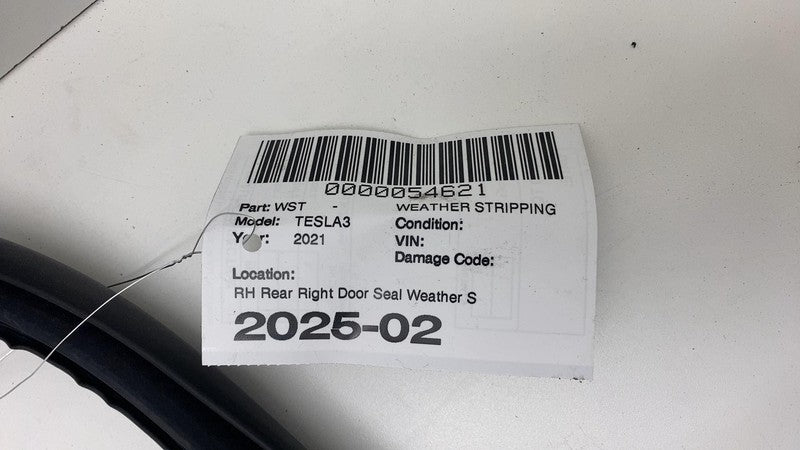 0000054621
Part: WST - WEATHER STRIPPING
Model: TESLA3 Condition:
Year: 2021 VIN:
Damage Code:
Location:
RH Rear Right Door Seal Weather S
2025-02